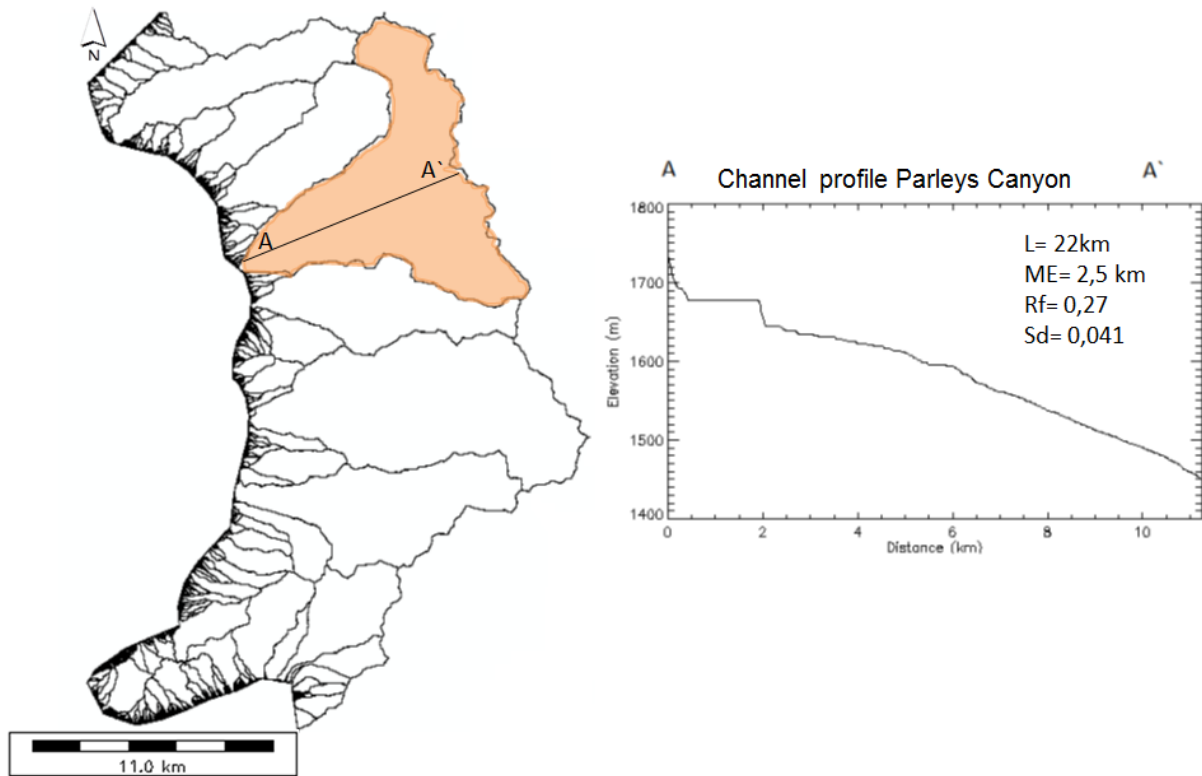 N
A
A`
11.0 km
A A`
Channel profile Parleys Canyon
L= 22km
ME= 2,5 km
Rf= 0,27
Sd= 0,041
Elevation (m)
1800
1700
1600
1500
1400
0 2 4 6 8 10
Distance (km)